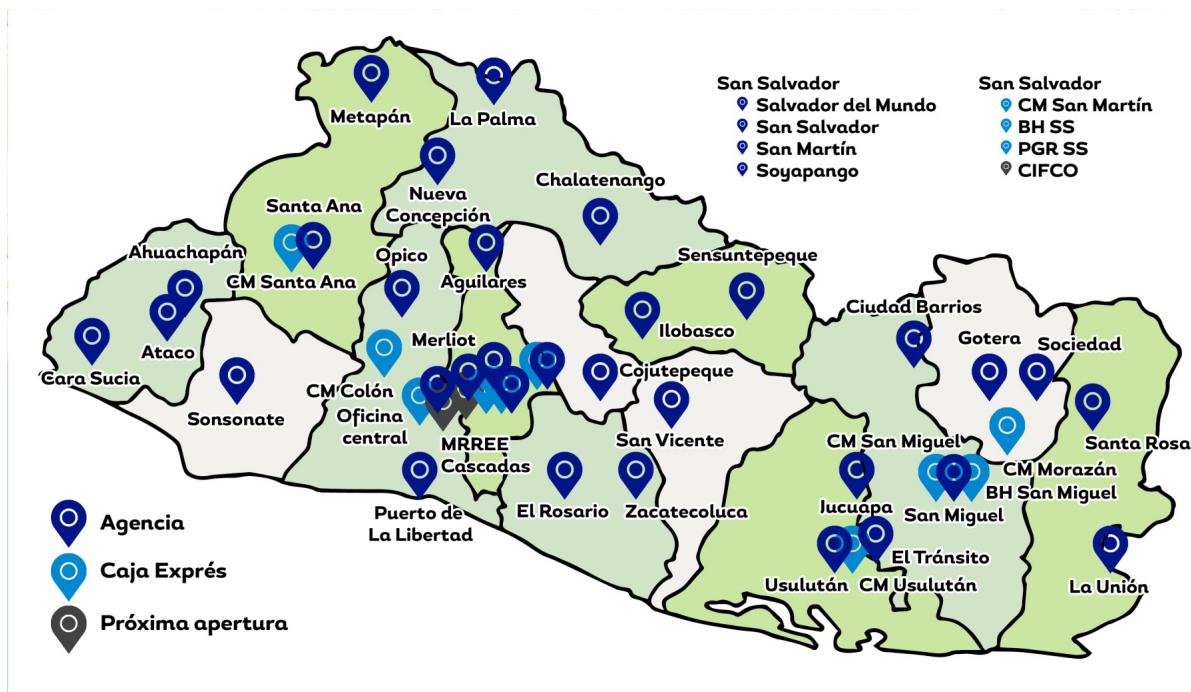 San Salvador
Salvador del Mundo
San Salvador
San Martín
Soyapango
San Salvador
CM San Martín
BH SS
PGR SS
CIFCO
Metapán
La Palma
Nueva
Concepción
Chalatenango
Santa Ana
CM Santa Ana
Ahuachapán
Ataco
Cara Sucia
Sonsonate
Opico
Aguilares
Sensuntepeque
Ilobasco
Merliot
CM Colón
Oficina
central
MRREE
Cascadas
Cojutepeque
San Vicente
Puerto de
La Libertad
El Rosario
Zacatecoluca
Ciudad Barrios
Gotera
Sociedad
Santa Rosa
CM San Miguel
CM Morazán
BH San Miguel
San Miguel
Jucuapa
El Tránsito
Usulután
CM Usulután
La Unión
Agencia
Caja Exprés
Próxima apertura